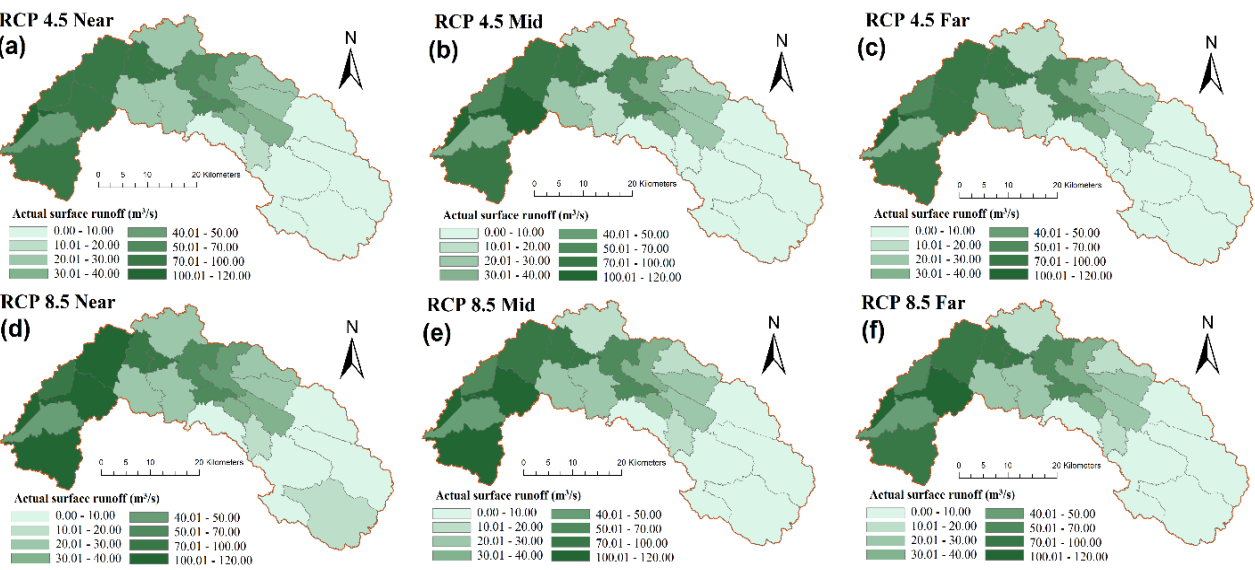 RCP 4.5 Near
(a)
N
0 5 10 20 Kilometers
Actual surface runoff (m³/s)
0.00 - 10.00 40.01 - 50.00
10.01 - 20.00 50.01 - 70.00
20.01 - 30.00 70.01 - 100.00
30.01 - 40.00 100.01 - 120.00
RCP 4.5 Mid
(b)
N
0 5 10 20 Kilometers
Actual surface runoff (m³/s)
0.00 - 10.00 40.01 - 50.00
10.01 - 20.00 50.01 - 70.00
20.01 - 30.00 70.01 - 100.00
30.01 - 40.00 100.01 - 120.00
RCP 4.5 Far
(c)
N
0 5 10 20 Kilometers
Actual surface runoff (m³/s)
0.00 - 10.00 40.01 - 50.00
10.01 - 20.00 50.01 - 70.00
20.01 - 30.00 70.01 - 100.00
30.01 - 40.00 100.01 - 120.00
RCP 8.5 Near
(d)
N
0 5 10 20 Kilometers
Actual surface runoff (m³/s)
0.00 - 10.00 40.01 - 50.00
10.01 - 20.00 50.01 - 70.00
20.01 - 30.00 70.01 - 100.00
30.01 - 40.00 100.01 - 120.00
RCP 8.5 Mid
(e)
N
0 5 10 20 Kilometers
Actual surface runoff (m³/s)
0.00 - 10.00 40.01 - 50.00
10.01 - 20.00 50.01 - 70.00
20.01 - 30.00 70.01 - 100.00
30.01 - 40.00 100.01 - 120.00
RCP 8.5 Far
(f)
N
0 5 10 20 Kilometers
Actual surface runoff (m³/s)
0.00 - 10.00 40.01 - 50.00
10.01 - 20.00 50.01 - 70.00
20.01 - 30.00 70.01 - 100.00
30.01 - 40.00 100.01 - 120.00